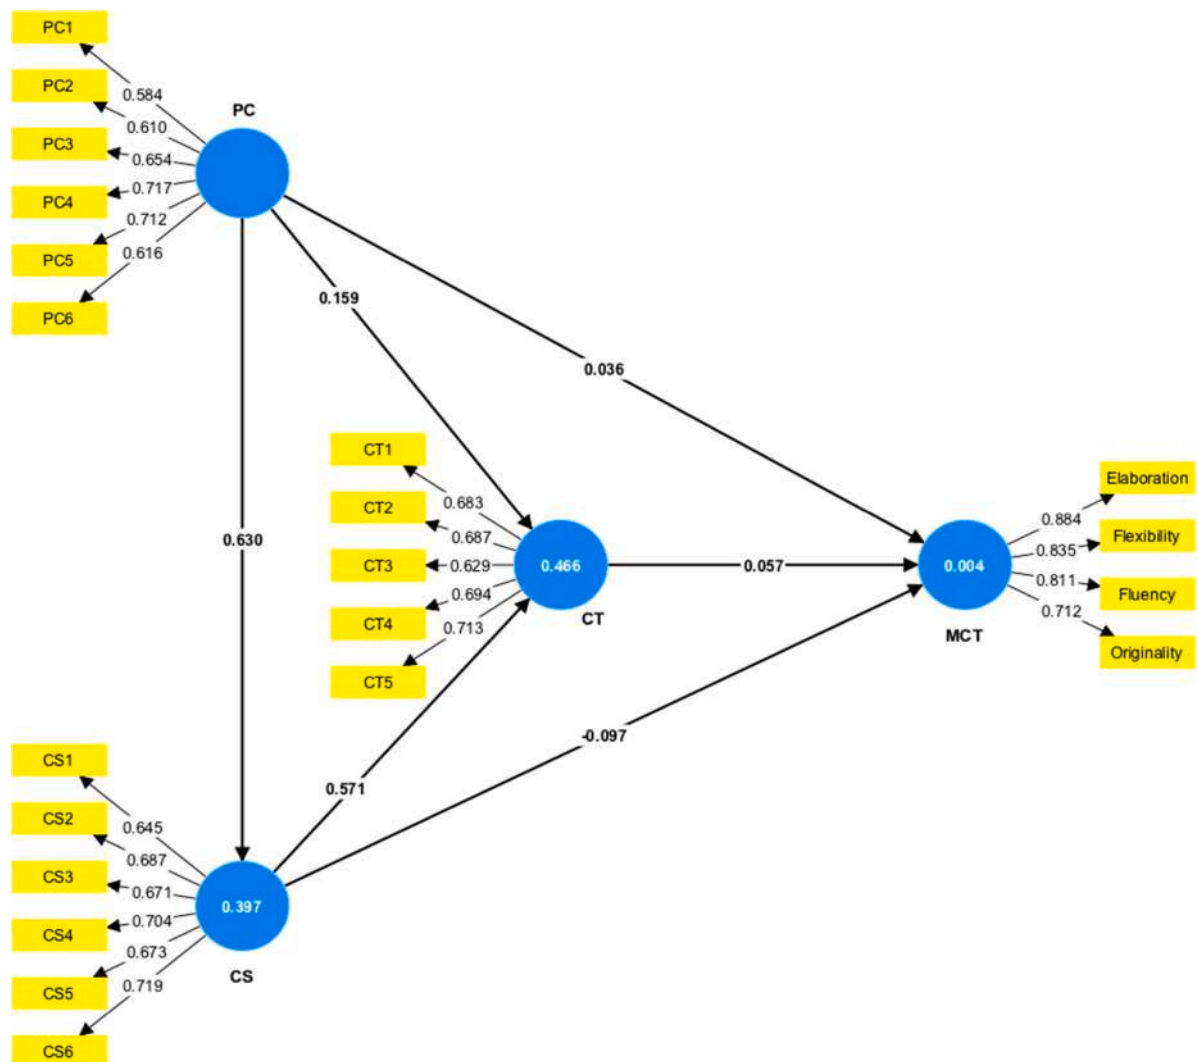 PC1
PC2
PC3
PC4
PC5
PC6
0.584
0.610
0.654
0.717
0.712
0.616
PC
0.159
0.036
0.630
CT1
CT2
CT3
CT4
CT5
0.683
0.687
0.629
0.694
0.713
0.466
CT
0.057
0.004
MCT
0.884
0.835
0.811
0.712
Elaboration
Flexibility
Fluency
Originality
-0.097
0.571
CS1
CS2
CS3
CS4
CS5
CS6
0.645
0.687
0.671
0.704
0.673
0.719
0.397
CS